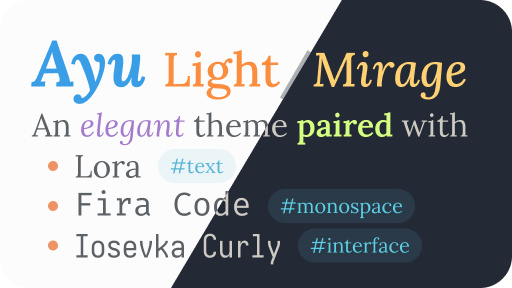 Ayu Light/Mirage
An elegant theme paired with
• Lora #text
• Fira Code #monospace
• Iosevka Curly #interface